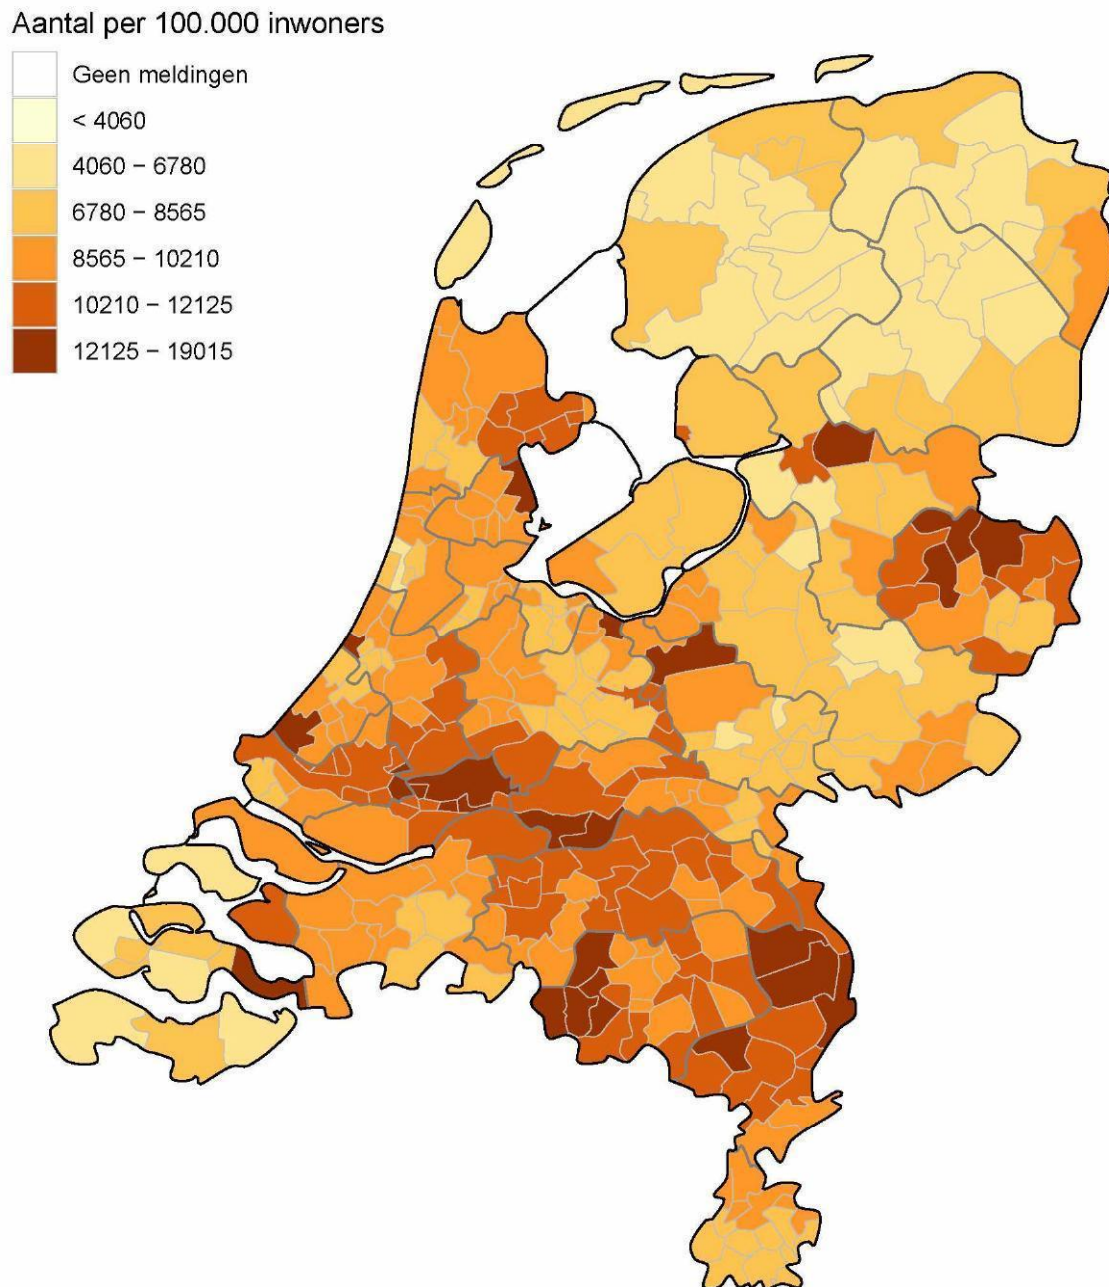 Aantal per 100.000 inwoners
Geen meldingen
< 4060
4060 − 6780
6780 − 8565
8565 − 10210
10210 − 12125
12125 − 19015